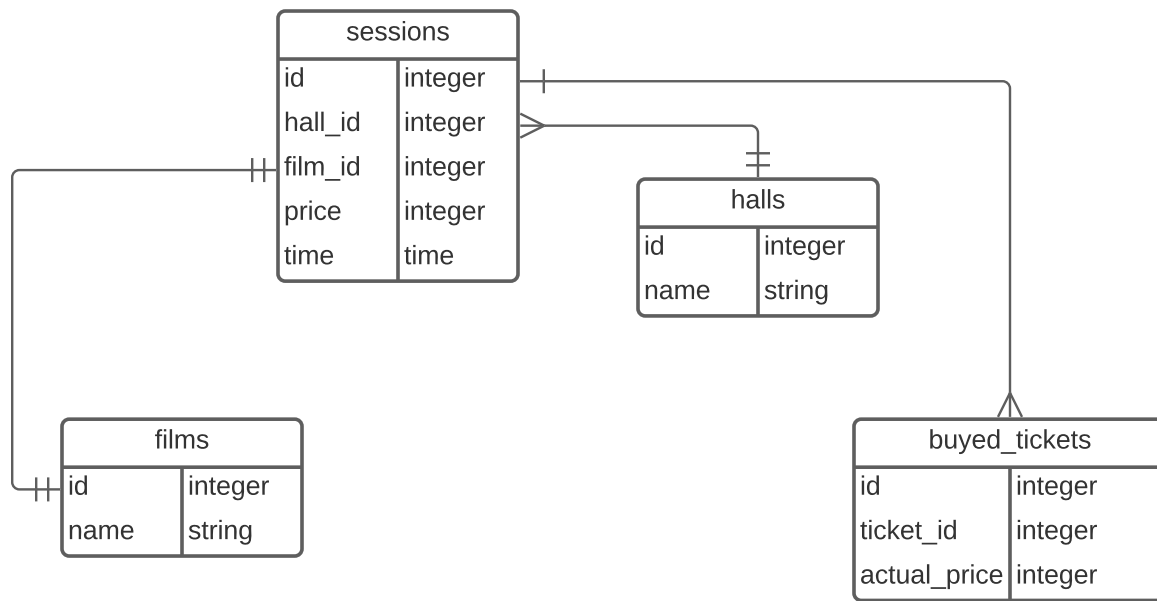 sessions
id integer
hall_id integer
film_id integer
price integer
time time
halls
id integer
name string
films
id integer
name string
buyed_tickets
id integer
ticket_id integer
actual_price integer